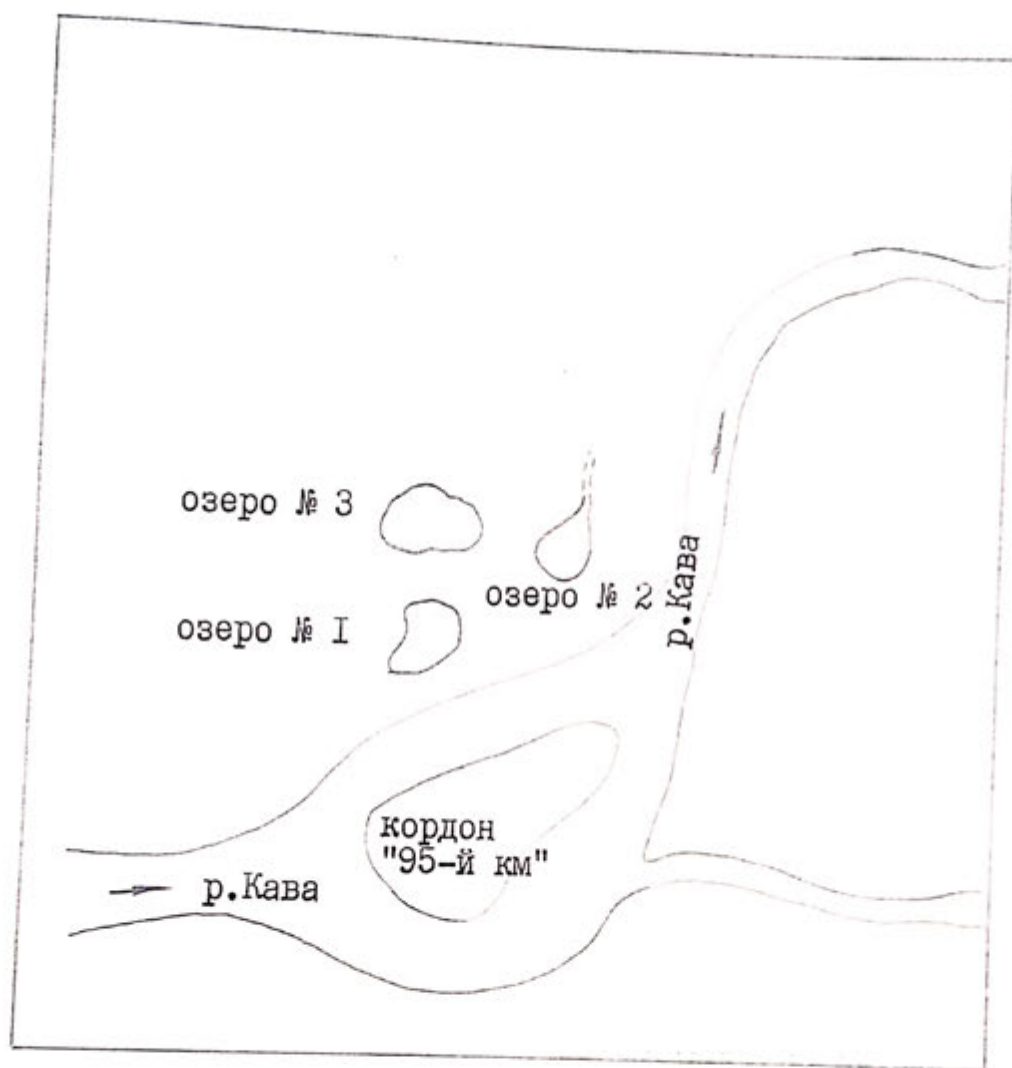 озеро № 3
озеро № 2
озеро № I
р.Кава
кордон
"95-й км"
р.Кава